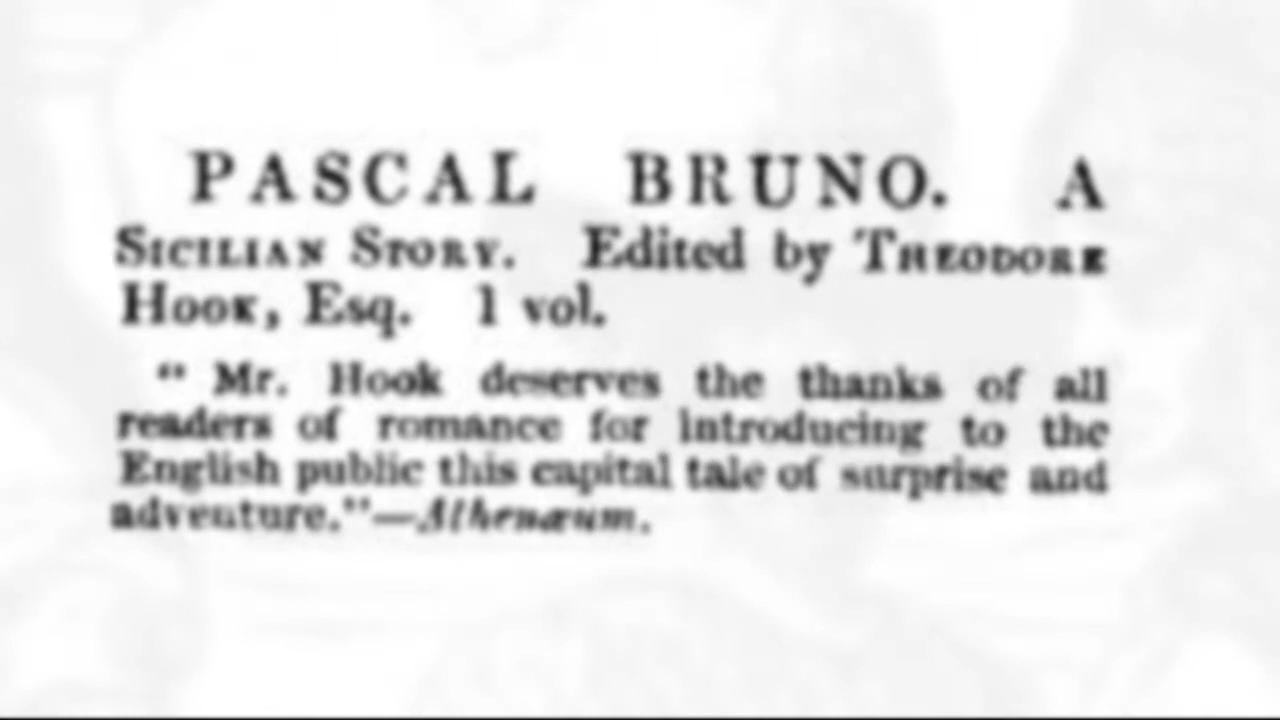 PASCAL BRUNO. A
SICILIAN STORY. Edited by THEODORE
HOOK, Esq. 1 vol.
“ Mr. Hook deserves the thanks of all
readers of romance for introducing to the
English public this capital tale of surprise and
adventure.”—Athenæum.